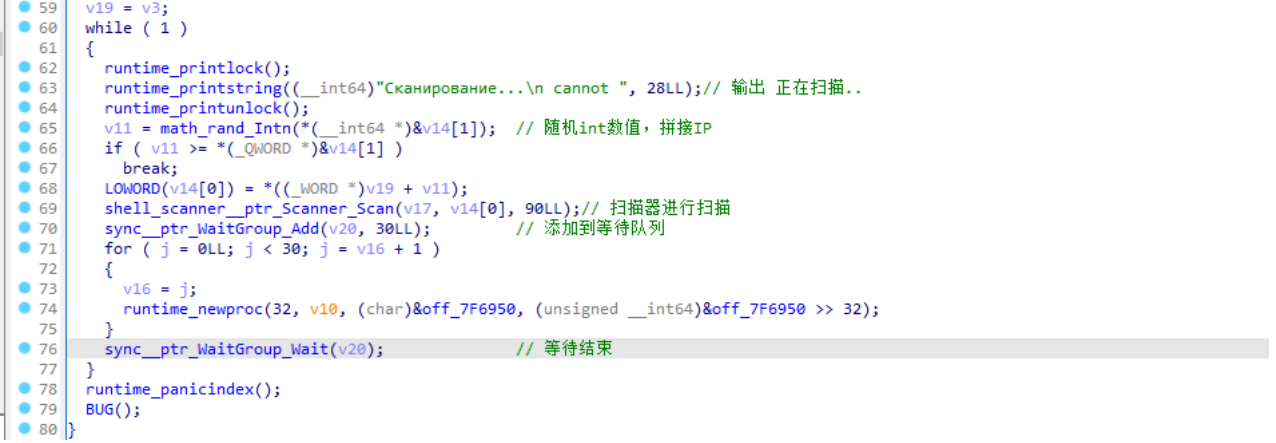 59 v19 = v3;
60 while ( 1 )
61 {
62 runtime_printlock();
63 runtime_printstring((__int64)"Сканирование...\n cannot ", 28LL);// 输出 正在扫描..
64 runtime_printunlock();
65 v11 = math_rand_Intn(*(__int64 *)&v14[1]); // 随机int数值，拼接IP
66 if ( v11 >= *(_QWORD *)&v14[1] )
67 break;
68 LOWORD(v14[0]) = *((_WORD *)v19 + v11);
69 shell_scanner__ptr_Scanner_Scan(v17, v14[0], 90LL);// 扫描器进行扫描
70 sync__ptr_WaitGroup_Add(v20, 30LL); // 添加到等待队列
71 for ( j = 0LL; j < 30; j = v16 + 1 )
72 {
73 v16 = j;
74 runtime_newproc(32, v10, (char)&off_7F6950, (unsigned __int64)&off_7F6950 >> 32);
75 }
76 sync__ptr_WaitGroup_Wait(v20); // 等待结束
77 }
78 runtime_panicindex();
79 BUG();
80 }